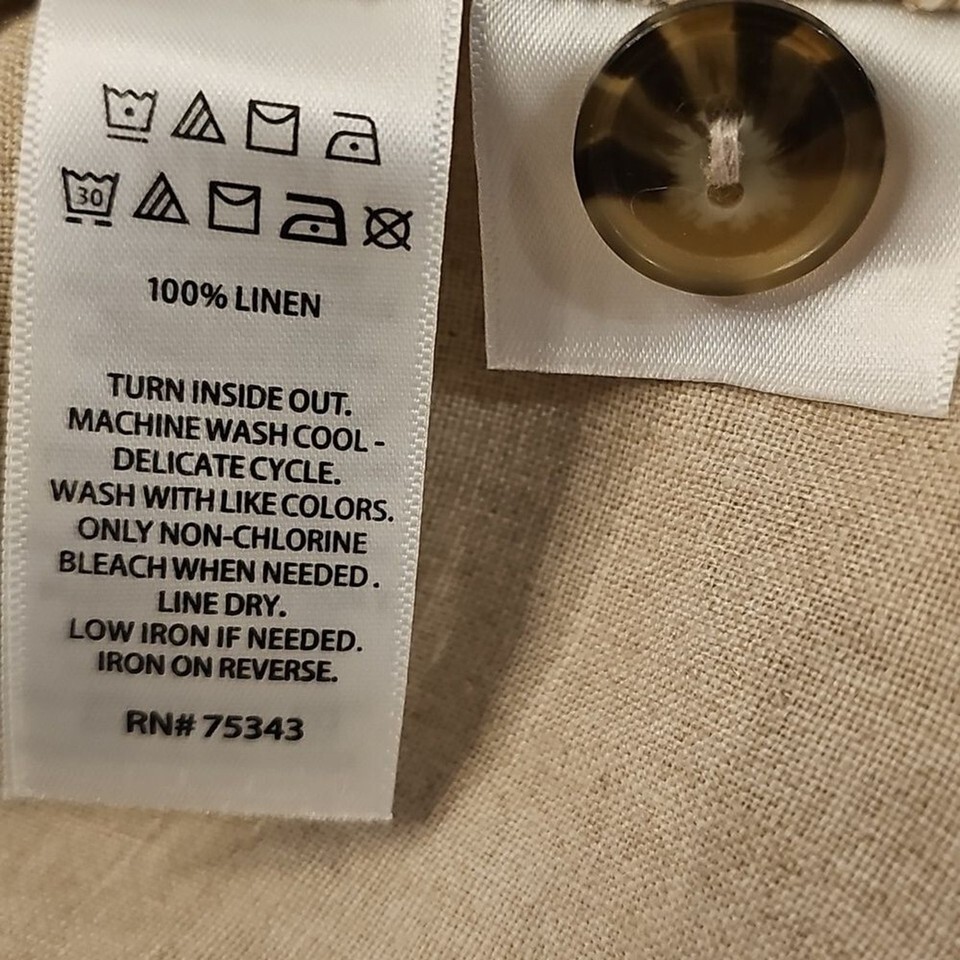 30
100% LINEN
TURN INSIDE OUT.
MACHINE WASH COOL -
DELICATE CYCLE.
WASH WITH LIKE COLORS.
ONLY NON-CHLORINE
BLEACH WHEN NEEDED.
LINE DRY.
LOW IRON IF NEEDED.
IRON ON REVERSE.
RN# 75343